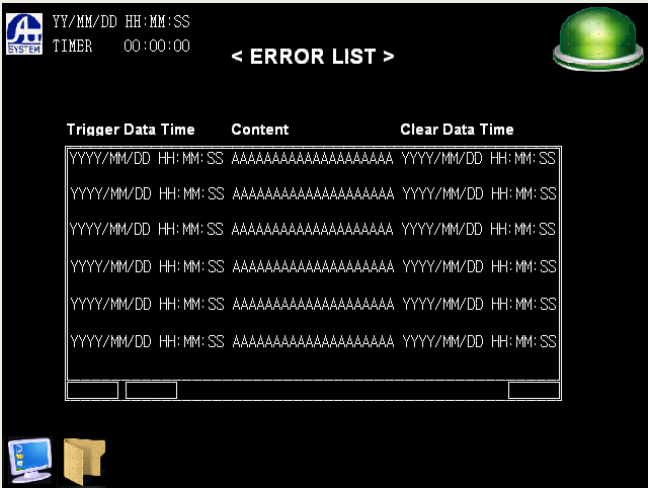 YY/MM/DD HH:MM:SS
TIMER 00:00:00
SYSTEM
< ERROR LIST >
Trigger Data Time Content Clear Data Time
YYYY/MM/DD HH:MM:SS AAAAAAAAAAAAAAAAAAAA YYYY/MM/DD HH:MM:SS
YYYY/MM/DD HH:MM:SS AAAAAAAAAAAAAAAAAAAA YYYY/MM/DD HH:MM:SS
YYYY/MM/DD HH:MM:SS AAAAAAAAAAAAAAAAAAAA YYYY/MM/DD HH:MM:SS
YYYY/MM/DD HH:MM:SS AAAAAAAAAAAAAAAAAAAA YYYY/MM/DD HH:MM:SS
YYYY/MM/DD HH:MM:SS AAAAAAAAAAAAAAAAAAAA YYYY/MM/DD HH:MM:SS
YYYY/MM/DD HH:MM:SS AAAAAAAAAAAAAAAAAAAA YYYY/MM/DD HH:MM:SS